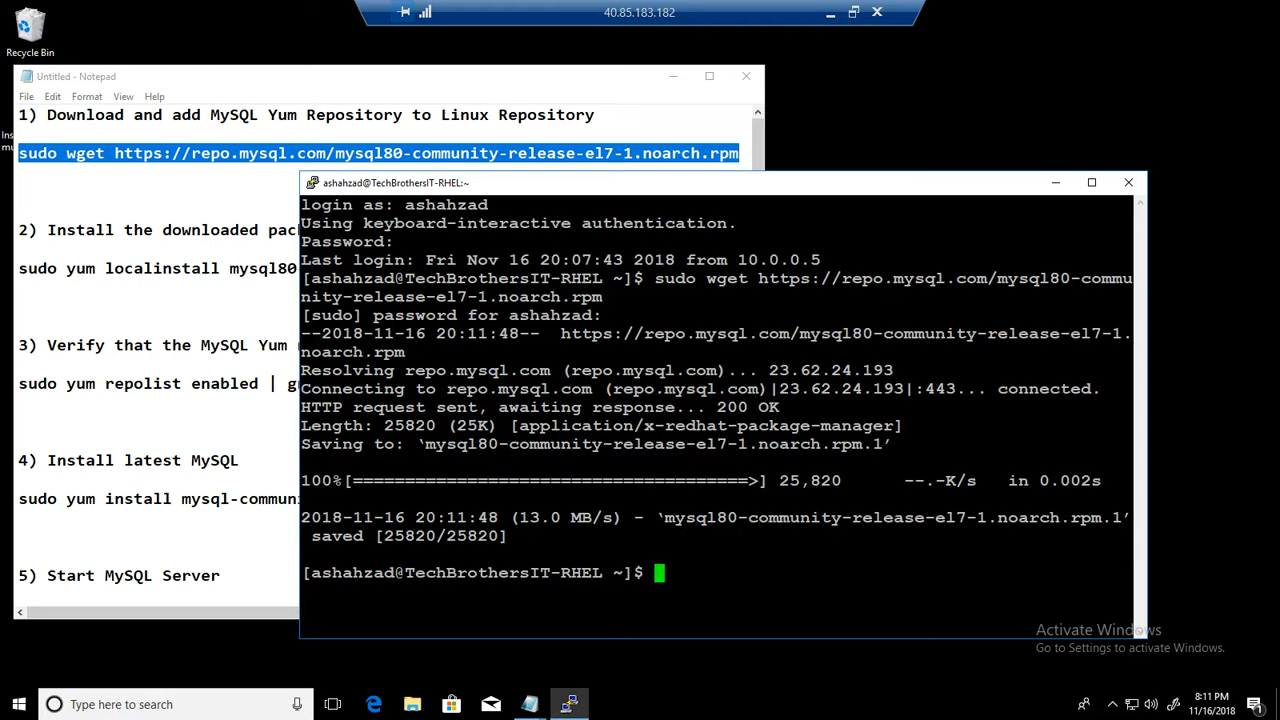 40.85.183.182
Recycle Bin
Untitled - Notepad
File Edit Format View Help
1) Download and add MySQL Yum Repository to Linux Repository
sudo wget https://repo.mysql.com/mysql80-community-release-el7-1.noarch.rpm
2) Install the downloaded pac
sudo yum localinstall mysql80
3) Verify that the MySQL Yum
sudo yum repolist enabled | g
4) Install latest MySQL
sudo yum install mysql-commun
5) Start MySQL Server
ashahzad@TechBrothersIT-RHEL:~
login as: ashahzad
Using keyboard-interactive authentication.
Password:
Last login: Fri Nov 16 20:07:43 2018 from 10.0.0.5
[ashahzad@TechBrothersIT-RHEL ~]$ sudo wget https://repo.mysql.com/mysql80-commu
nity-release-el7-1.noarch.rpm
[sudo] password for ashahzad:
--2018-11-16 20:11:48-- https://repo.mysql.com/mysql80-community-release-el7-1.
noarch.rpm
Resolving repo.mysql.com (repo.mysql.com)... 23.62.24.193
Connecting to repo.mysql.com (repo.mysql.com)|23.62.24.193|:443... connected.
HTTP request sent, awaiting response... 200 OK
Length: 25820 (25K) [application/x-redhat-package-manager]
Saving to: ‘mysql80-community-release-el7-1.noarch.rpm.1’
100%[======================================>] 25,820 --.-K/s in 0.002s
2018-11-16 20:11:48 (13.0 MB/s) - ‘mysql80-community-release-el7-1.noarch.rpm.1’
saved [25820/25820]
[ashahzad@TechBrothersIT-RHEL ~]$
Activate Windows
Go to Settings to activate Windows.
Type here to search
8:11 PM
11/16/2018